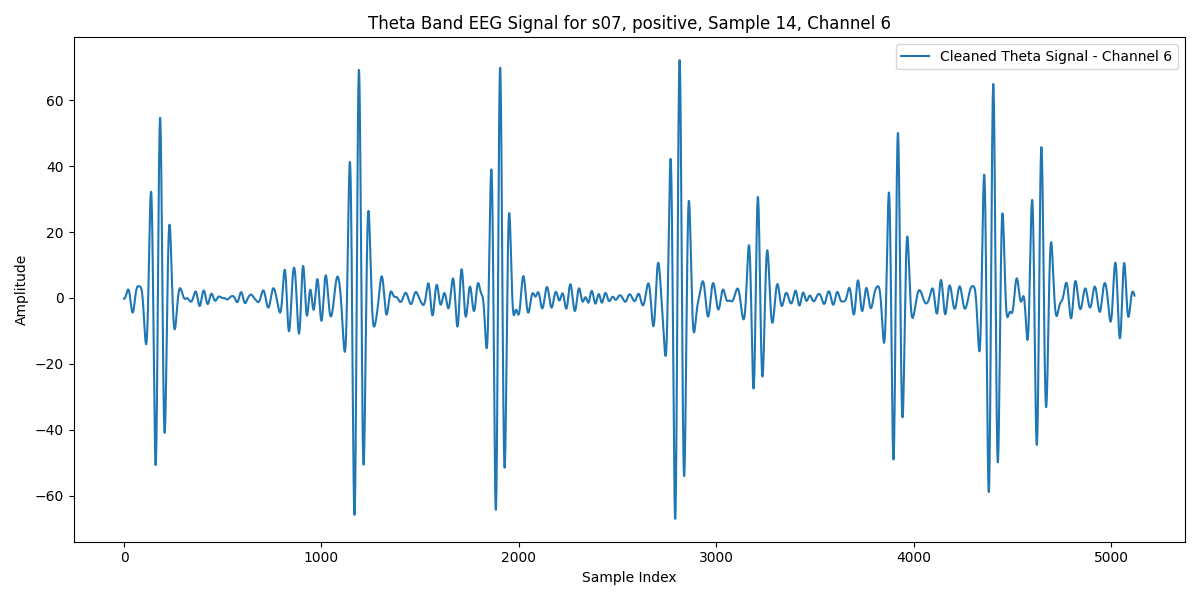 Theta Band EEG Signal for s07, positive, Sample 14, Channel 6
Cleaned Theta Signal - Channel 6
Amplitude
60
40
20
0
−20
−40
−60
0 1000 2000 3000 4000 5000
Sample Index